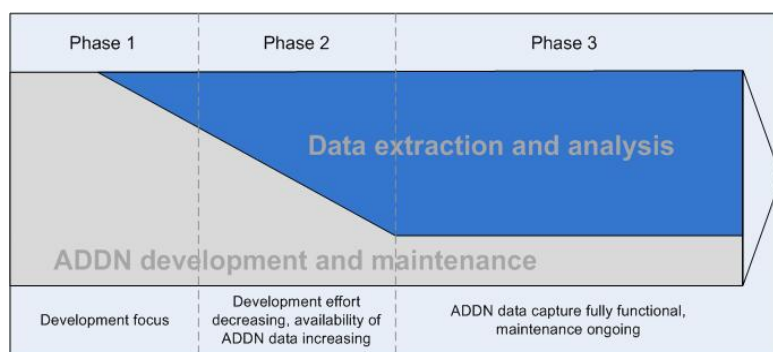 Phase 1
Phase 2
Phase 3
Data extraction and analysis
ADDN development and maintenance
Development focus
Development effort
decreasing, availability of
ADDN data increasing
ADDN data capture fully functional,
maintenance ongoing